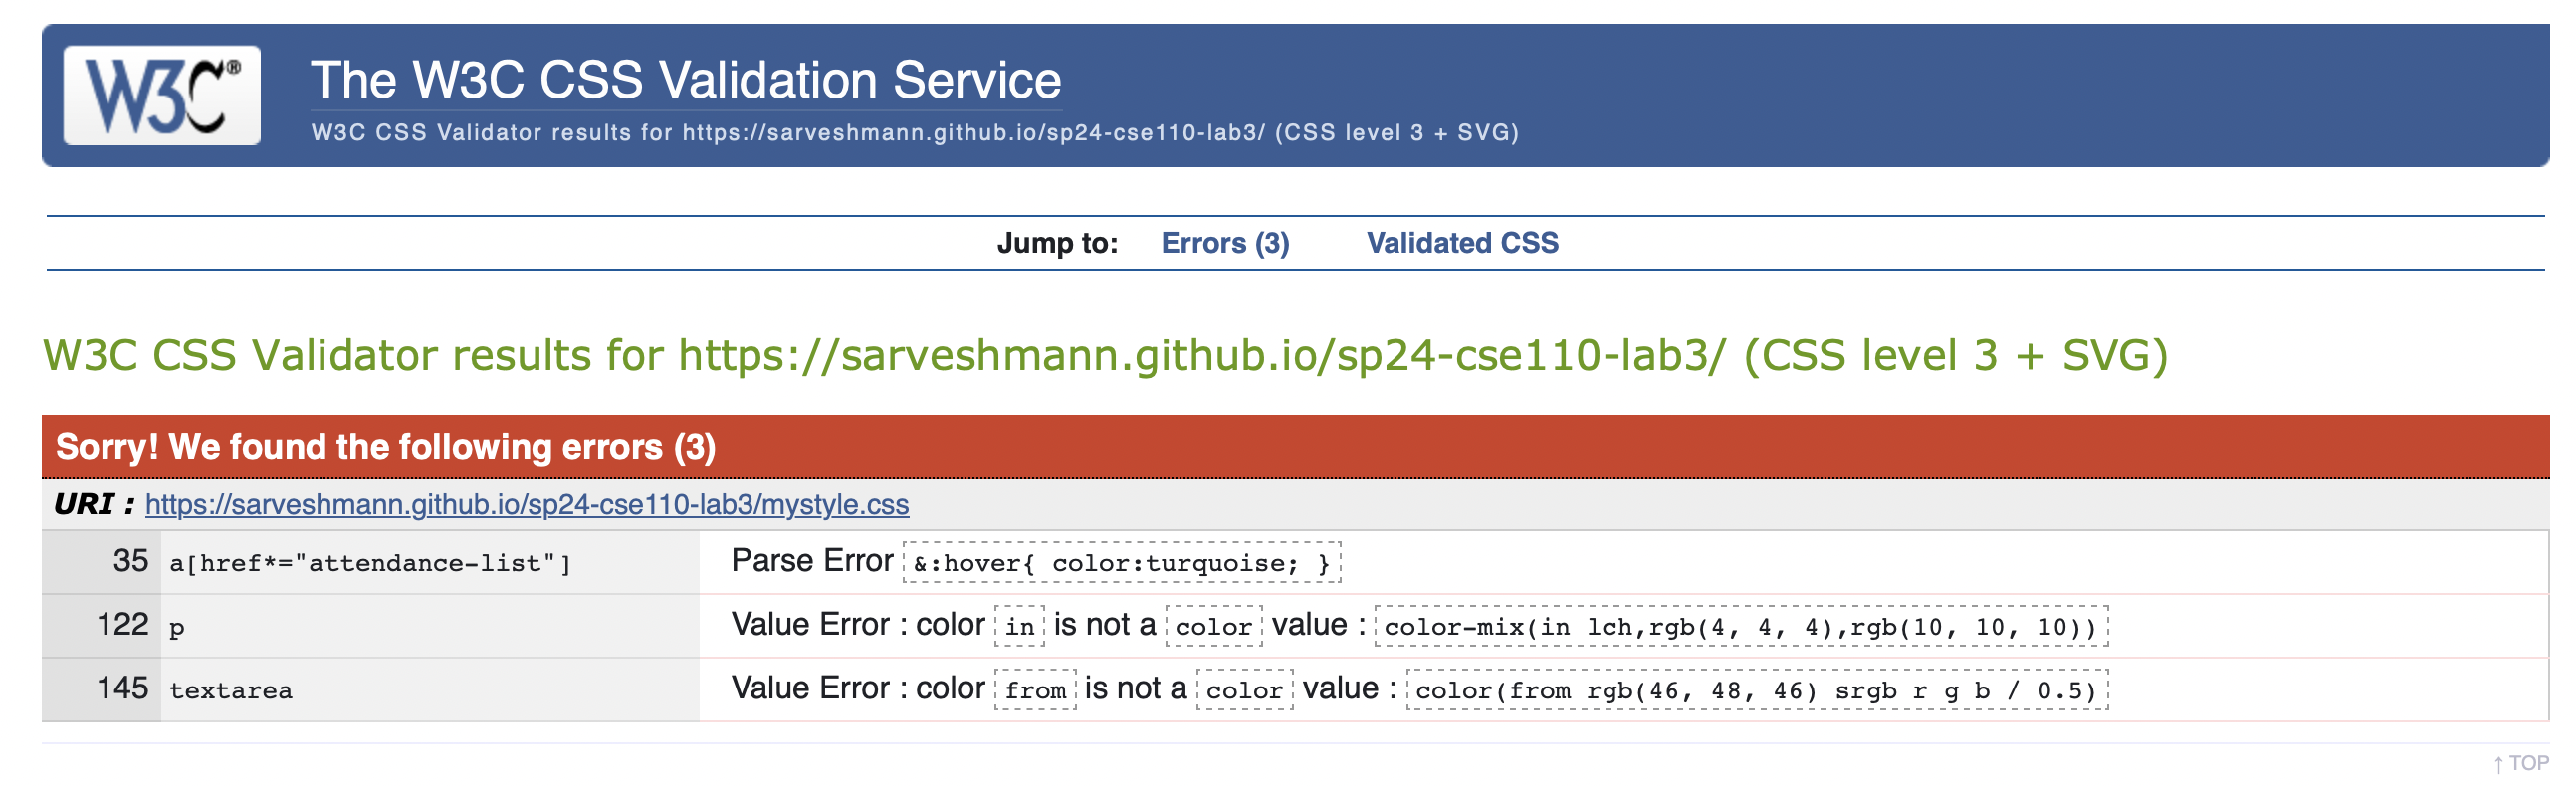 W3C®
The W3C CSS Validation Service
W3C CSS Validator results for https://sarveshmann.github.io/sp24-cse110-lab3/ (CSS level 3 + SVG)
Jump to: Errors (3) Validated CSS
W3C CSS Validator results for https://sarveshmann.github.io/sp24-cse110-lab3/ (CSS level 3 + SVG)
Sorry! We found the following errors (3)
URI : https://sarveshmann.github.io/sp24-cse110-lab3/mystyle.css
35 a[href*="attendance-list"] Parse Error &:hover{ color:turquoise; }
122 p Value Error : color in is not a color value : color-mix(in lch,rgb(4, 4, 4),rgb(10, 10, 10))
145 textarea Value Error : color from is not a color value : color(from rgb(46, 48, 46) srgb r g b / 0.5)
↑ TOP